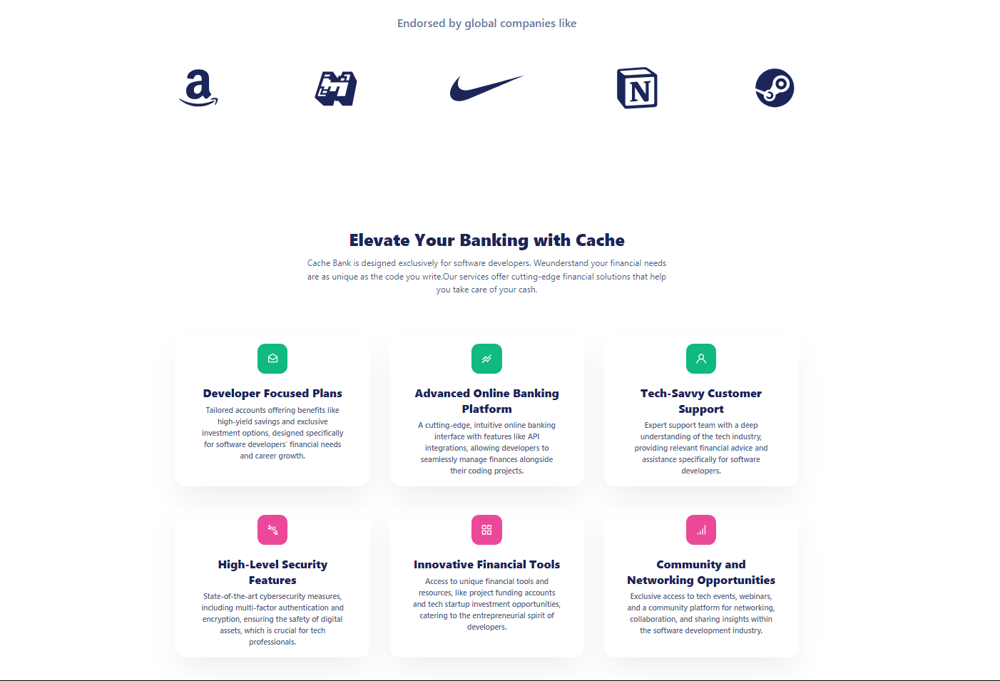 Endorsed by global companies like
a
N
Elevate Your Banking with Cache
Cache Bank is designed exclusively for software developers. Weunderstand your financial needs
are as unique as the code you write.Our services offer cutting-edge financial solutions that help
you take care of your cash.
Developer Focused Plans
Tailored accounts offering benefits like
high-yield savings and exclusive
investment options, designed specifically
for software developers' financial needs
and career growth.
Advanced Online Banking
Platform
A cutting-edge, intuitive online banking
interface with features like API
integrations, allowing developers to
seamlessly manage finances alongside
their coding projects.
Tech-Savvy Customer
Support
Expert support team with a deep
understanding of the tech industry,
providing relevant financial advice and
assistance specifically for software
developers.
High-Level Security
Features
State-of-the-art cybersecurity measures,
including multi-factor authentication and
encryption, ensuring the safety of digital
assets, which is crucial for tech
professionals.
Innovative Financial Tools
Access to unique financial tools and
resources, like project funding accounts
and tech startup investment opportunities,
catering to the entrepreneurial spirit of
developers.
Community and
Networking Opportunities
Exclusive access to tech events, webinars,
and a community platform for networking,
collaboration, and sharing insights within
the software development industry.